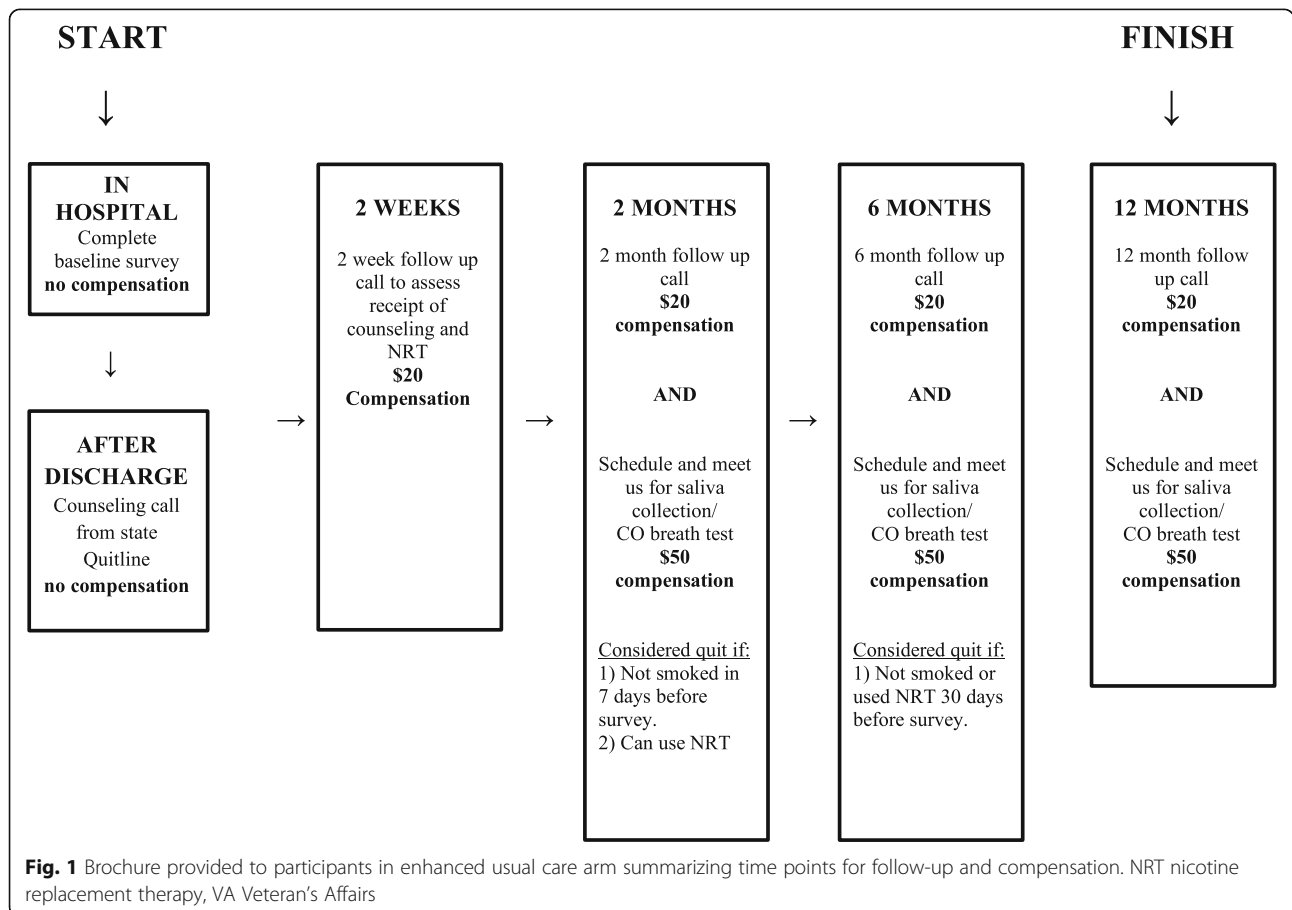 START
FINISH
↓
↓
IN
HOSPITAL
Complete
baseline survey
no compensation
↓
AFTER
DISCHARGE
Counseling call
from state
Quitline
no compensation
→
2 WEEKS
2 week follow up
call to assess
receipt of
counseling and
NRT
$20
Compensation
→
2 MONTHS
2 month follow up
call
$20
compensation
AND
Schedule and meet
us for saliva
collection/
CO breath test
$50
compensation
Considered quit if:
1) Not smoked in
7 days before
survey.
2) Can use NRT
→
6 MONTHS
6 month follow up
call
$20
compensation
AND
Schedule and meet
us for saliva
collection/
CO breath test
$50
compensation
Considered quit if:
1) Not smoked or
used NRT 30 days
before survey.
12 MONTHS
12 month follow
up call
$20
compensation
AND
Schedule and meet
us for saliva
collection/
CO breath test
$50
compensation
Fig. 1 Brochure provided to participants in enhanced usual care arm summarizing time points for follow-up and compensation. NRT nicotine
replacement therapy, VA Veteran’s Affairs